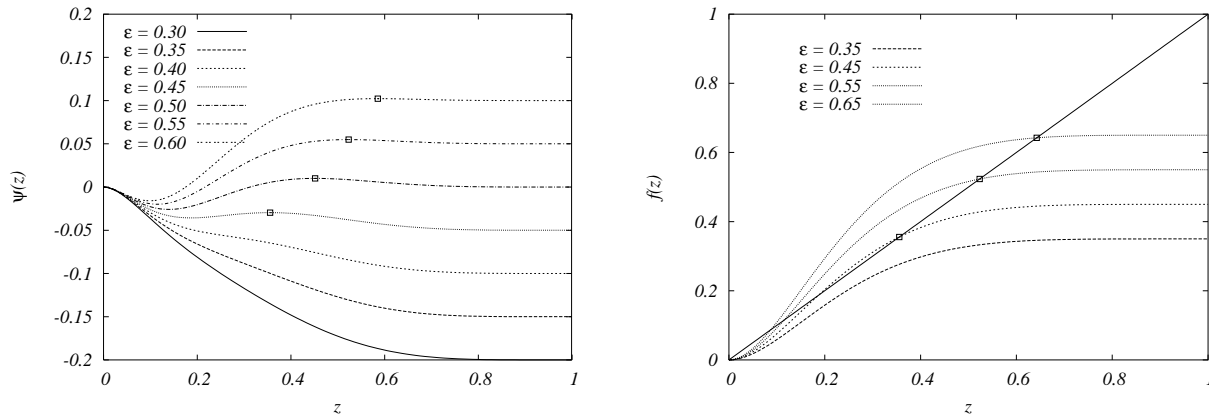 0.2
0.15
0.1
0.05
0
-0.05
-0.1
-0.15
-0.2
ψ(z)
ε = 0.30
ε = 0.35
ε = 0.40
ε = 0.45
ε = 0.50
ε = 0.55
ε = 0.60
0 0.2 0.4 0.6 0.8 1
z
1
0.8
0.6
0.4
0.2
0
f(z)
ε = 0.35
ε = 0.45
ε = 0.55
ε = 0.65
0 0.2 0.4 0.6 0.8 1
z